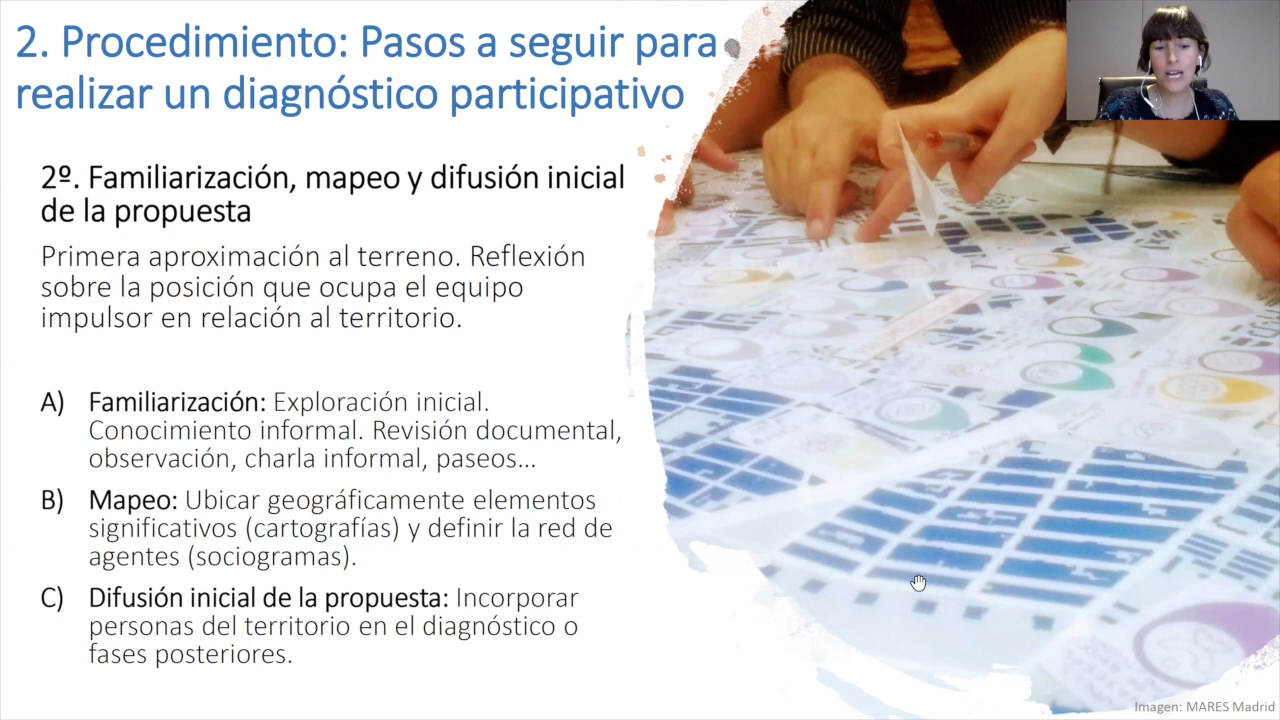 2. Procedimiento: Pasos a seguir para
realizar un diagnóstico participativo
2º. Familiarización, mapeo y difusión inicial
de la propuesta
Primera aproximación al terreno. Reflexión
sobre la posición que ocupa el equipo
impulsor en relación al territorio.
A) Familiarización: Exploración inicial.
Conocimiento informal. Revisión documental,
observación, charla informal, paseos...
B) Mapeo: Ubicar geográficamente elementos
significativos (cartografías) y definir la red de
agentes (sociogramas).
C) Difusión inicial de la propuesta: Incorporar
personas del territorio en el diagnóstico o
fases posteriores.
Imagen: MARES Madrid